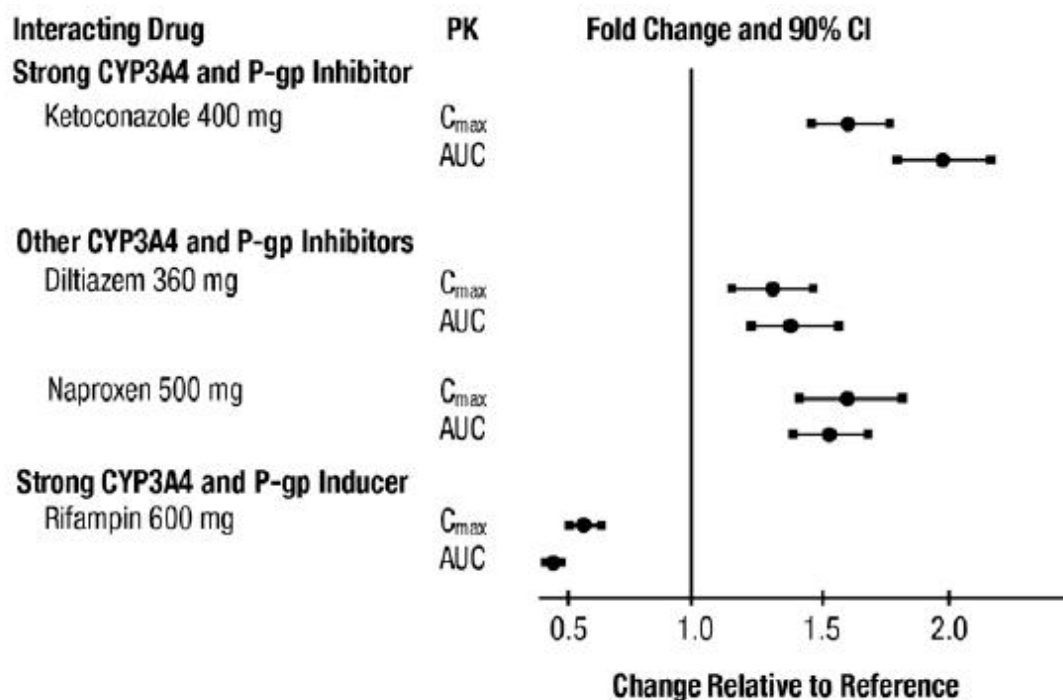 Interacting Drug PK Fold Change and 90% CI
Strong CYP3A4 and P-gp Inhibitor
Ketoconazole 400 mg Cmax
AUC
Other CYP3A4 and P-gp Inhibitors
Diltiazem 360 mg Cmax
AUC
Naproxen 500 mg Cmax
AUC
Strong CYP3A4 and P-gp Inducer
Rifampin 600 mg Cmax
AUC
0.5 1.0 1.5 2.0
Change Relative to Reference